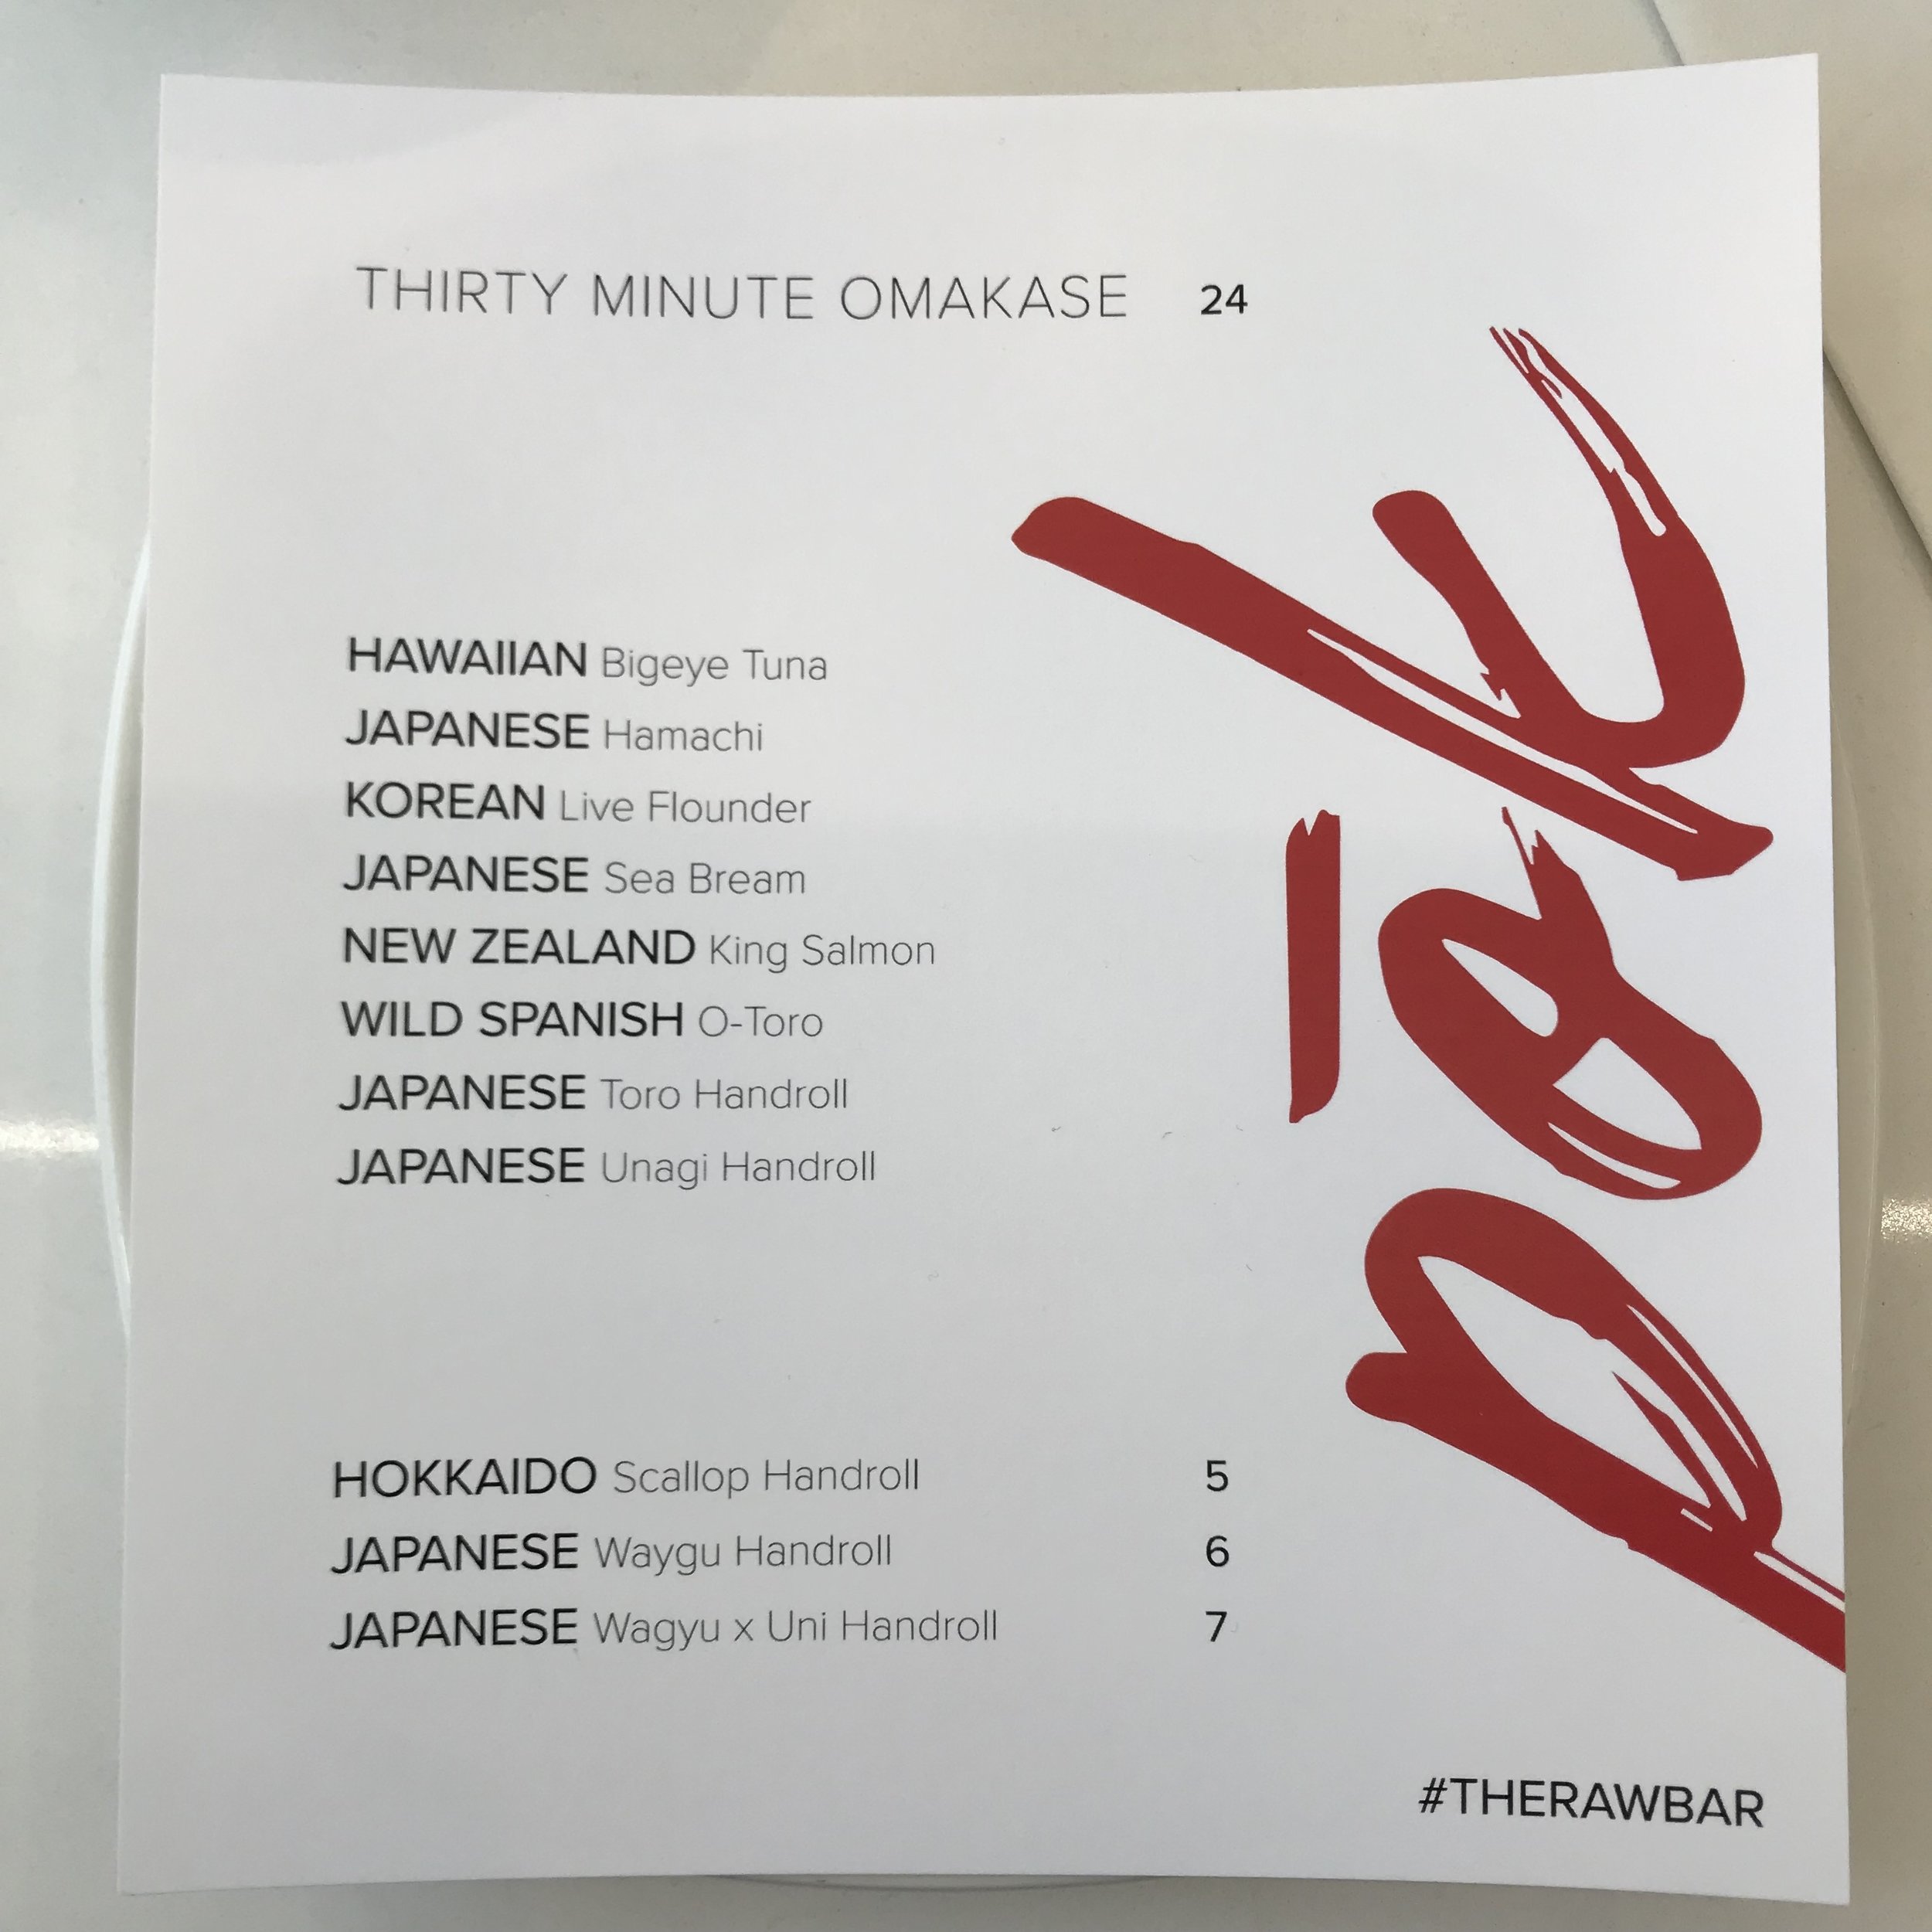 THIRTY MINUTE OMAKASE 24
HAWAIIAN Bigeye Tuna
JAPANESE Hamachi
KOREAN Live Flounder
JAPANESE Sea Bream
NEW ZEALAND King Salmon
WILD SPANISH O-Toro
JAPANESE Toro Handroll
JAPANESE Unagi Handroll
HOKKAIDO Scallop Handroll 5
JAPANESE Waygu Handroll 6
JAPANESE Wagyu x Uni Handroll 7
pōk
#THERAWBAR